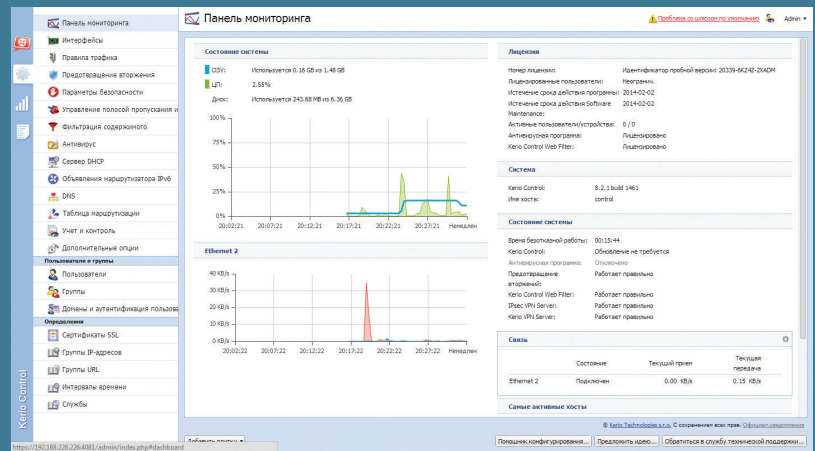 Панель мониторинга
Интерфейсы
Правила трафика
Предотвращение вторжения
Параметры безопасности
Управление полосой пропускания и
Фильтрация содержимого
Антивирус
Сервер DHCP
Объявления маршрутизатора IPv6
DNS
Таблица маршрутизации
Учет и контроль
Дополнительные опции
Пользователи и группы
Пользователи
Группы
Домены и аутентификация пользова
Определения
Сертификаты SSL
Группы IP-адресов
Группы URL
Интервалы времени
Службы
Kerio Control
https://192.168.226.226:4081/admin/index.php#dashboard
Панель мониторинга
Проблема со шлюзом по умолчанию
Admin
Состояние системы
ОЗУ: Используется 0.16 GB из 1.48 GB
ЦП: 2.55%
Диск: Используется 243.68 MB из 6.36 GB
100%
75%
50%
25%
0%
20:02:21 20:07:21 20:12:21 20:17:21 20:22:21 20:27:21 Немедлен
Ethernet 2
40 KB/s
30 KB/s
20 KB/s
10 KB/s
0 KB/s
20:02:22 20:07:22 20:12:22 20:17:22 20:22:22 20:27:22 Немедлен
Добавить плитку
Лицензия
Номер лицензии: Идентификатор пробной версии: 20339-6KZ4Z-2XADM
Лицензированные пользователи: Неогранич.
Истечение срока действия программы: 2014-02-02
Истечение срока действия Software Maintenance: 2014-02-02
Активные пользователи/устройства: 0 / 0
Антивирусная программа: Лицензировано
Kerio Control Web Filter: Лицензировано
Система
Kerio Control: 8.2.1 build 1461
Имя хоста: control
Состояние системы
Время безотказной работы: 00:15:44
Kerio Control: Обновление не требуется
Антивирусная программа: Отключено
Предотвращение вторжений: Работает правильно
Kerio Control Web Filter: Работает правильно
IPsec VPN Server: Работает правильно
Kerio VPN Server: Работает правильно
Связь
Состояние Текущий прием Текущая передача
Ethernet 2 Подключен 0.00 KB/s 0.15 KB/s
Самые активные хосты
© Kerio Technologies s.r.o. С сохранением всех прав. Официал.уведомление
Помощник конфигурирования... Предложить идею... Обратиться в службу технической поддержки...